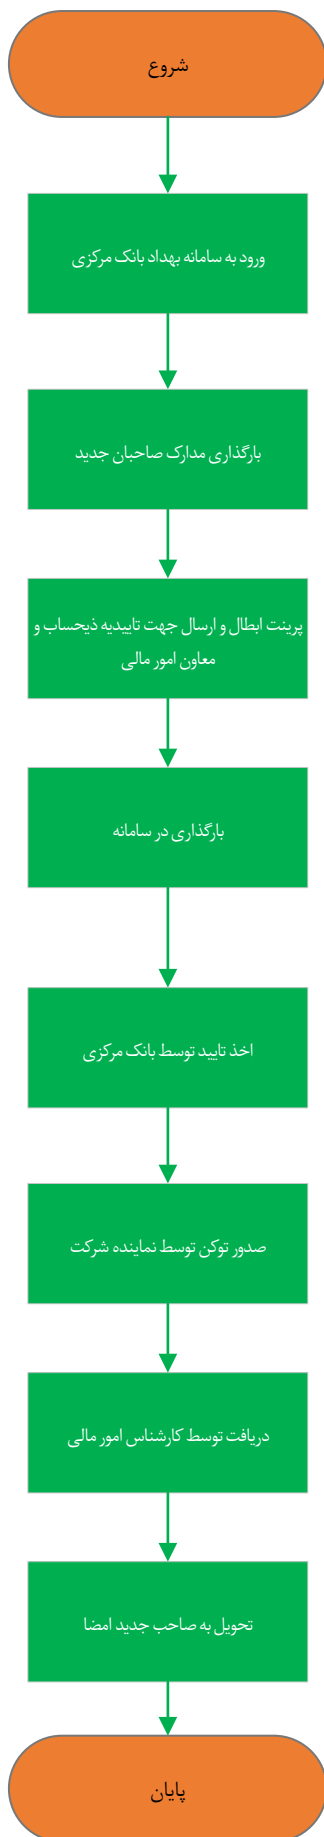 شروع
ورود به سامانه بهداد بانک مرکزی
بارگذاری مدارک صاحبان جدید
پرینت ابطال و ارسال جهت تاییدیه ذیحساب و
معاون امور مالی
بارگذاری در سامانه
اخذ تایید توسط بانک مرکزی
صدور توکن توسط نماینده شرکت
دریافت توسط کارشناس امور مالی
تحویل به صاحب جدید امضا
پایان